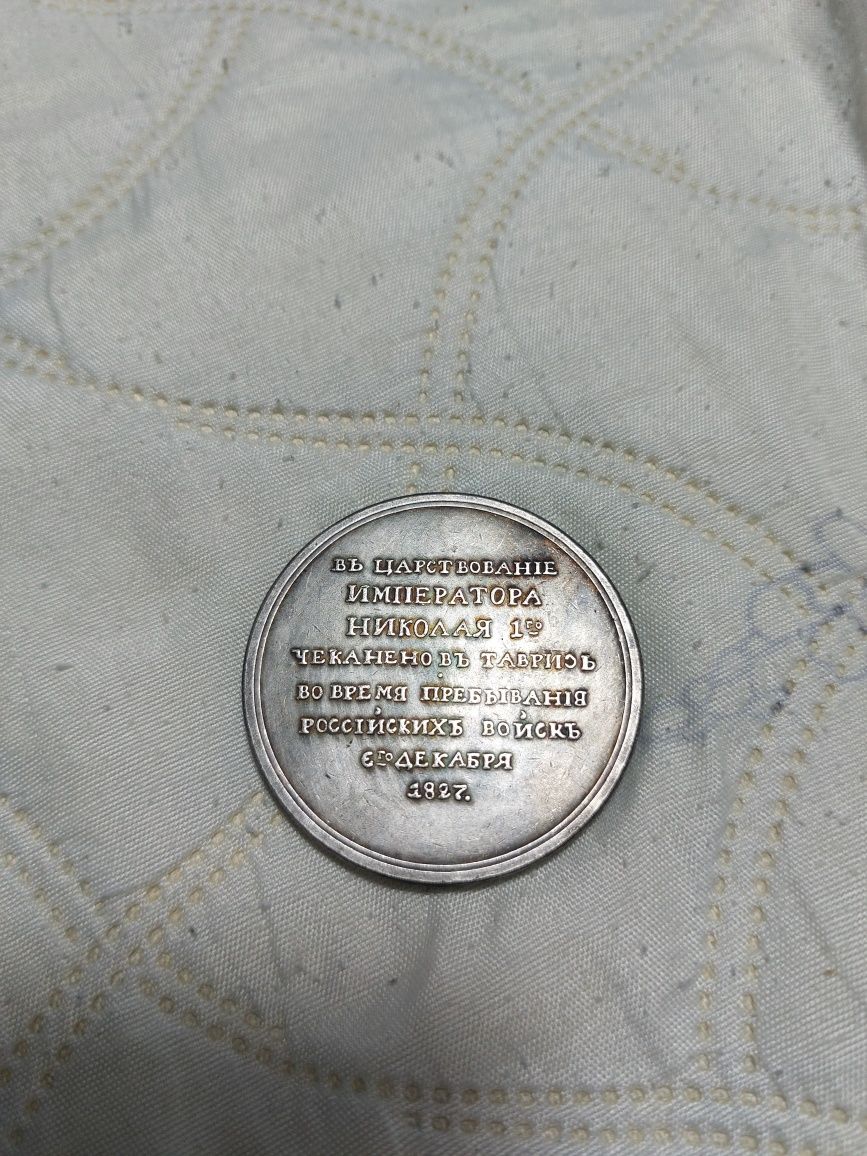 ВЪ ЦАРСТВОВАНІЕ
ИМПЕРАТОРА
НИКОЛАЯ 1ГО
ЧЕКАНЕНО ВЪ ТАВРИЗѢ
ВО ВРЕМЯ ПРЕБЫВАНІЯ
РОССІЙСКИХЪ ВОЙСКЪ
6ГО ДЕКАБРЯ
1827.